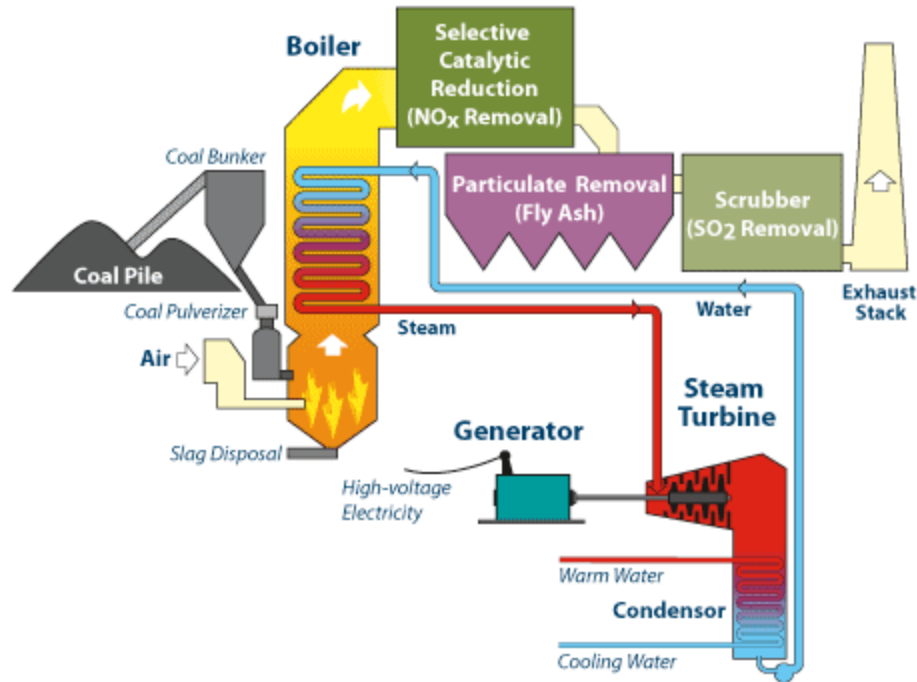 Boiler
Selective
Catalytic
Reduction
(NOx Removal)
Coal Bunker
Particulate Removal
(Fly Ash)
Scrubber
(SO2 Removal)
Coal Pile
Coal Pulverizer
Steam
Water
Exhaust
Stack
Air
Steam
Turbine
Generator
Slag Disposal
High-voltage
Electricity
Warm Water
Condensor
Cooling Water